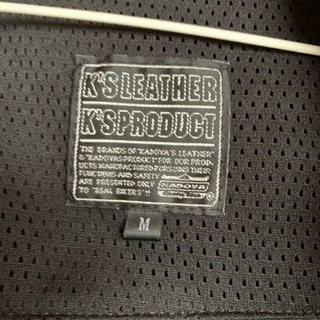 K'S LEATHER
K'S PRODUCT
THE BRANDS OF "KADOYA'S LEATHER"
& "KADOYA'S PRODUCT" FOR OUR PROD-
UCTS MANUFACTURED PORSUING THEIR
FUNCTIONS AND SAFETY
ARE PRESENTED ONLY
TO "REAL BIKERS"!!
KADOYA
M